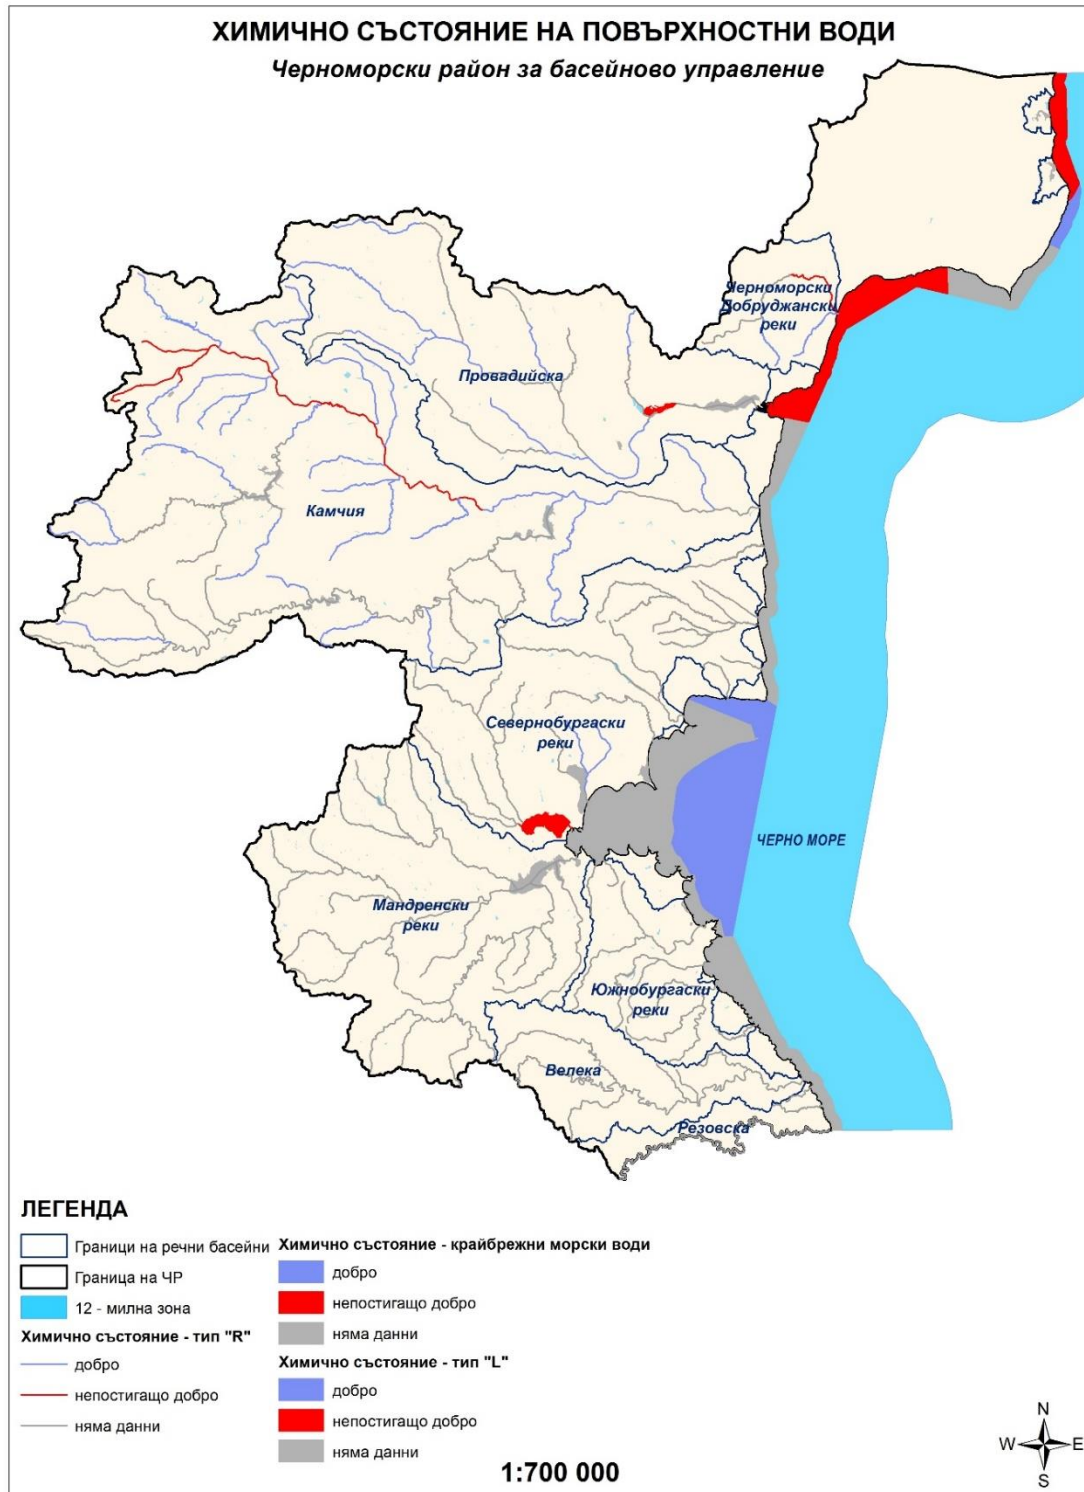 ХИМИЧНО СЪСТОЯНИЕ НА ПОВЪРХНОСТНИ ВОДИ
Черноморски район за басейново управление
Черноморски
Добруджански
реки
Провадийска
Камчия
Севернобургаски
реки
ЧЕРНО МОРЕ
Мандренски
реки
Южнобургаски
реки
Велека
Резовска
ЛЕГЕНДА
Граници на речни басейни
Граница на ЧР
12 - милна зона
Химично състояние - тип "R"
добро
непостигащо добро
няма данни
Химично състояние - крайбрежни морски води
добро
непостигащо добро
няма данни
Химично състояние - тип "L"
добро
непостигащо добро
няма данни
1:700 000
N
W E
S